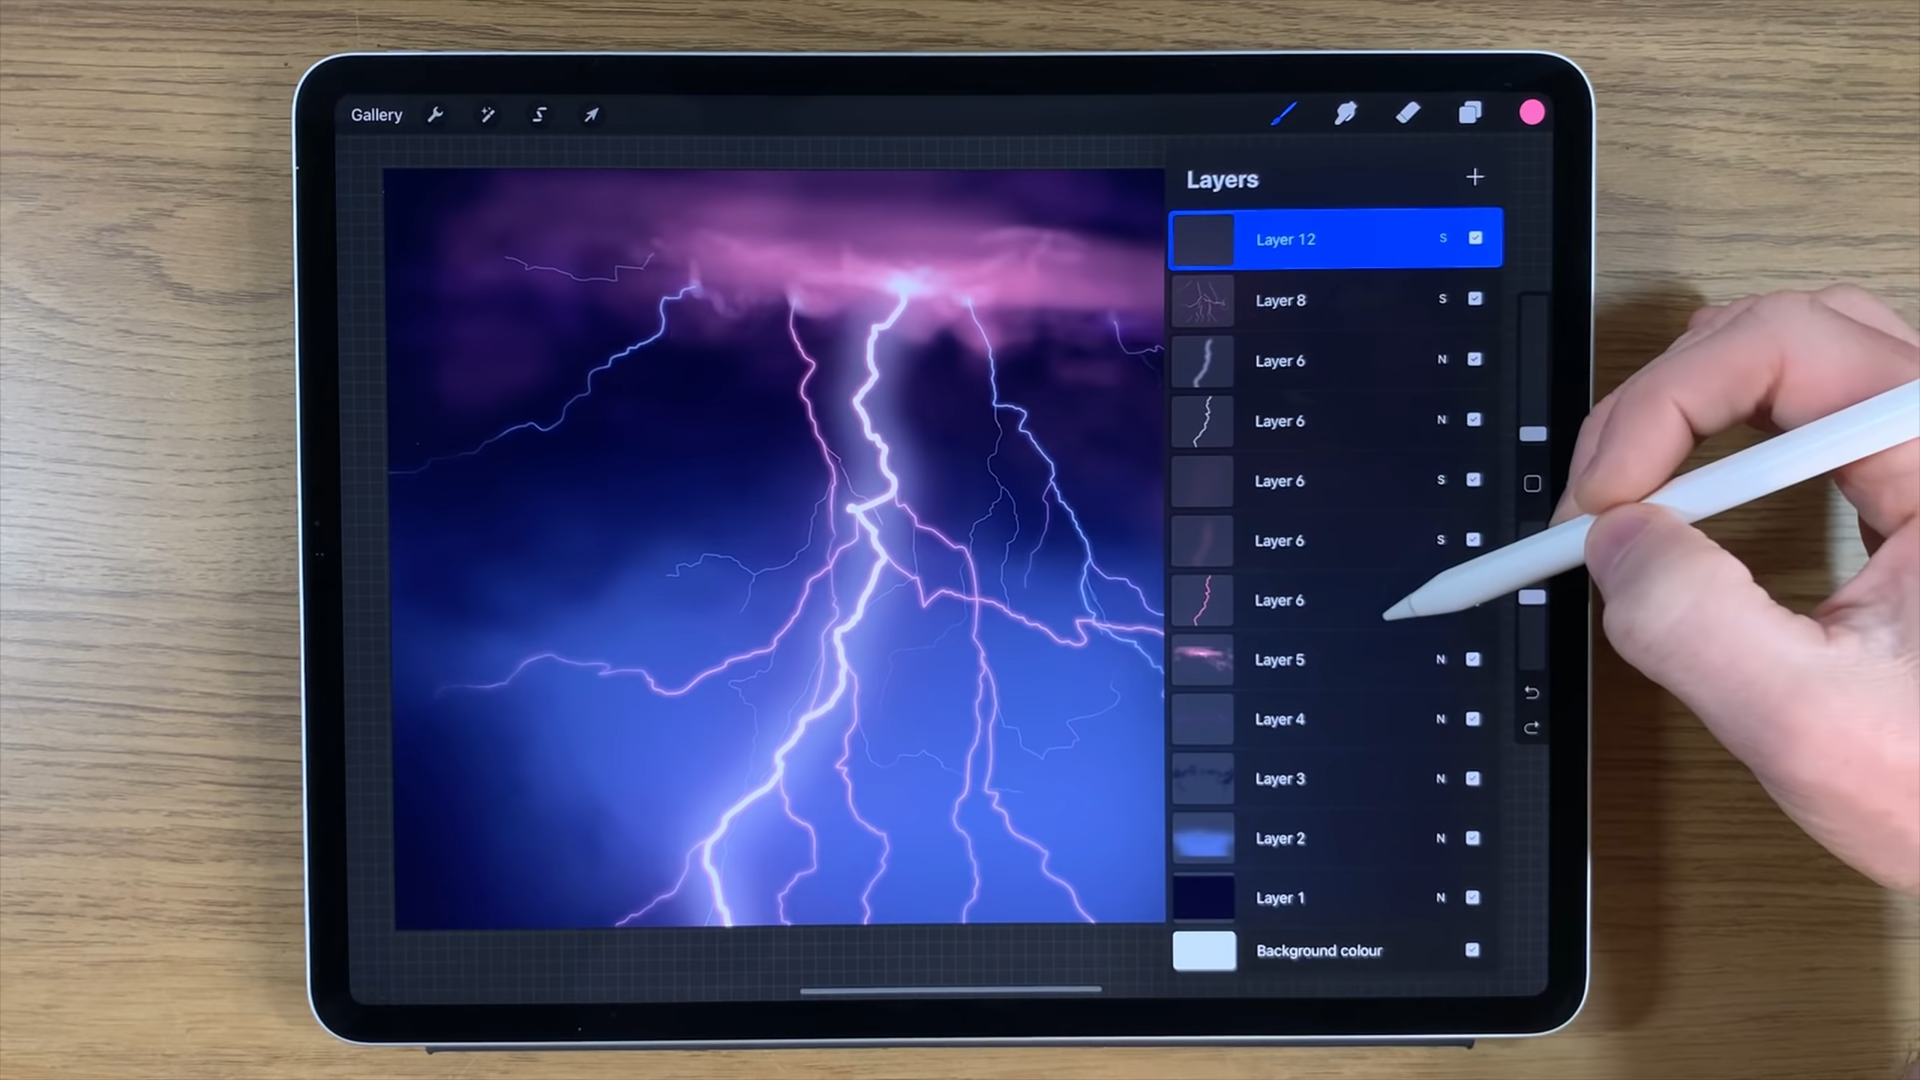 Gallery
Layers
Layer 12 S
Layer 8 S
Layer 6 N
Layer 6 N
Layer 6 S
Layer 6 S
Layer 6
Layer 5 N
Layer 4 N
Layer 3 N
Layer 2 N
Layer 1 N
Background colour